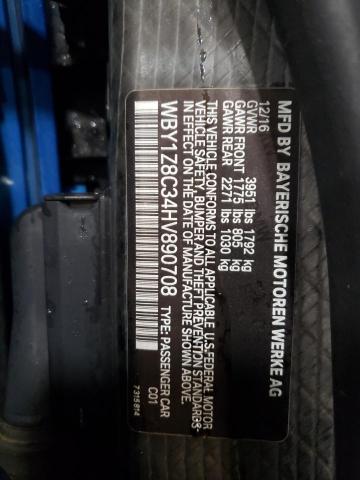 MFD BY BAYERISCHE MOTOREN WERKE AG
12/16
GVWR 3951 lbs 1792 kg
GAWR FRONT 1771 lbs 805 kg
GAWR REAR 2271 lbs 1030 kg
THIS VEHICLE CONFORMS TO ALL APPLICABLE U.S. FEDERAL MOTOR
VEHICLE SAFETY, BUMPER AND THEFT PREVENTION STANDARDS
IN EFFECT ON THE DATE OF MANUFACTURE SHOWN ABOVE.
WBY1Z8C34HV890708 TYPE: PASSENGER CAR
C01
7315814